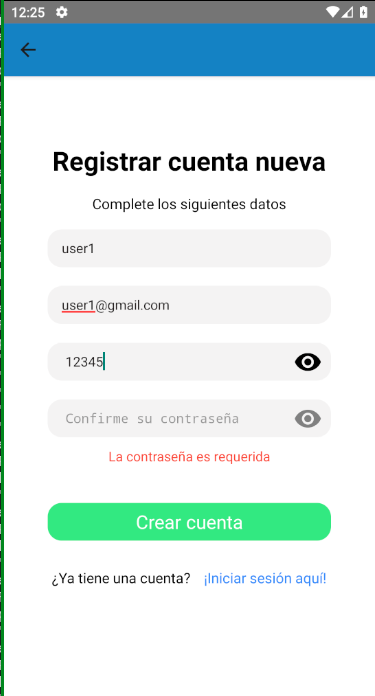 12:25
Registrar cuenta nueva
Complete los siguientes datos
user1
user1@gmail.com
12345
Confirme su contraseña
La contraseña es requerida
Crear cuenta
¿Ya tiene una cuenta? ¡Iniciar sesión aquí!